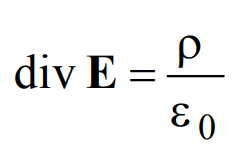 div E = ρ / ε₀